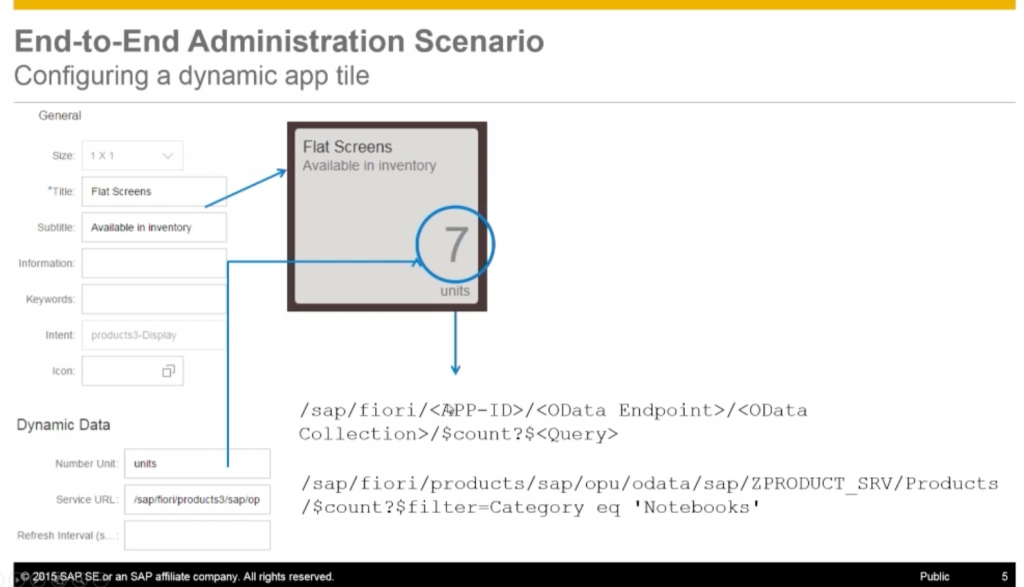 End-to-End Administration Scenario
Configuring a dynamic app tile
General
Size: 1 X 1
*Title: Flat Screens
Subtitle: Available in inventory
Information:
Keywords:
Intent: products3-Display
Icon:
Dynamic Data
Number Unit: units
Service URL: /sap/fiori/products3/sap/op
Refresh Interval (s... :
Flat Screens
Available in inventory
7
units
/sap/fiori/<APP-ID>/<OData Endpoint>/<OData
Collection>/$count?$<Query>
/sap/fiori/products/sap/opu/odata/sap/ZPRODUCT_SRV/Products
/$count?$filter=Category eq 'Notebooks'
© 2015 SAP SE or an SAP affiliate company. All rights reserved.
Public
5